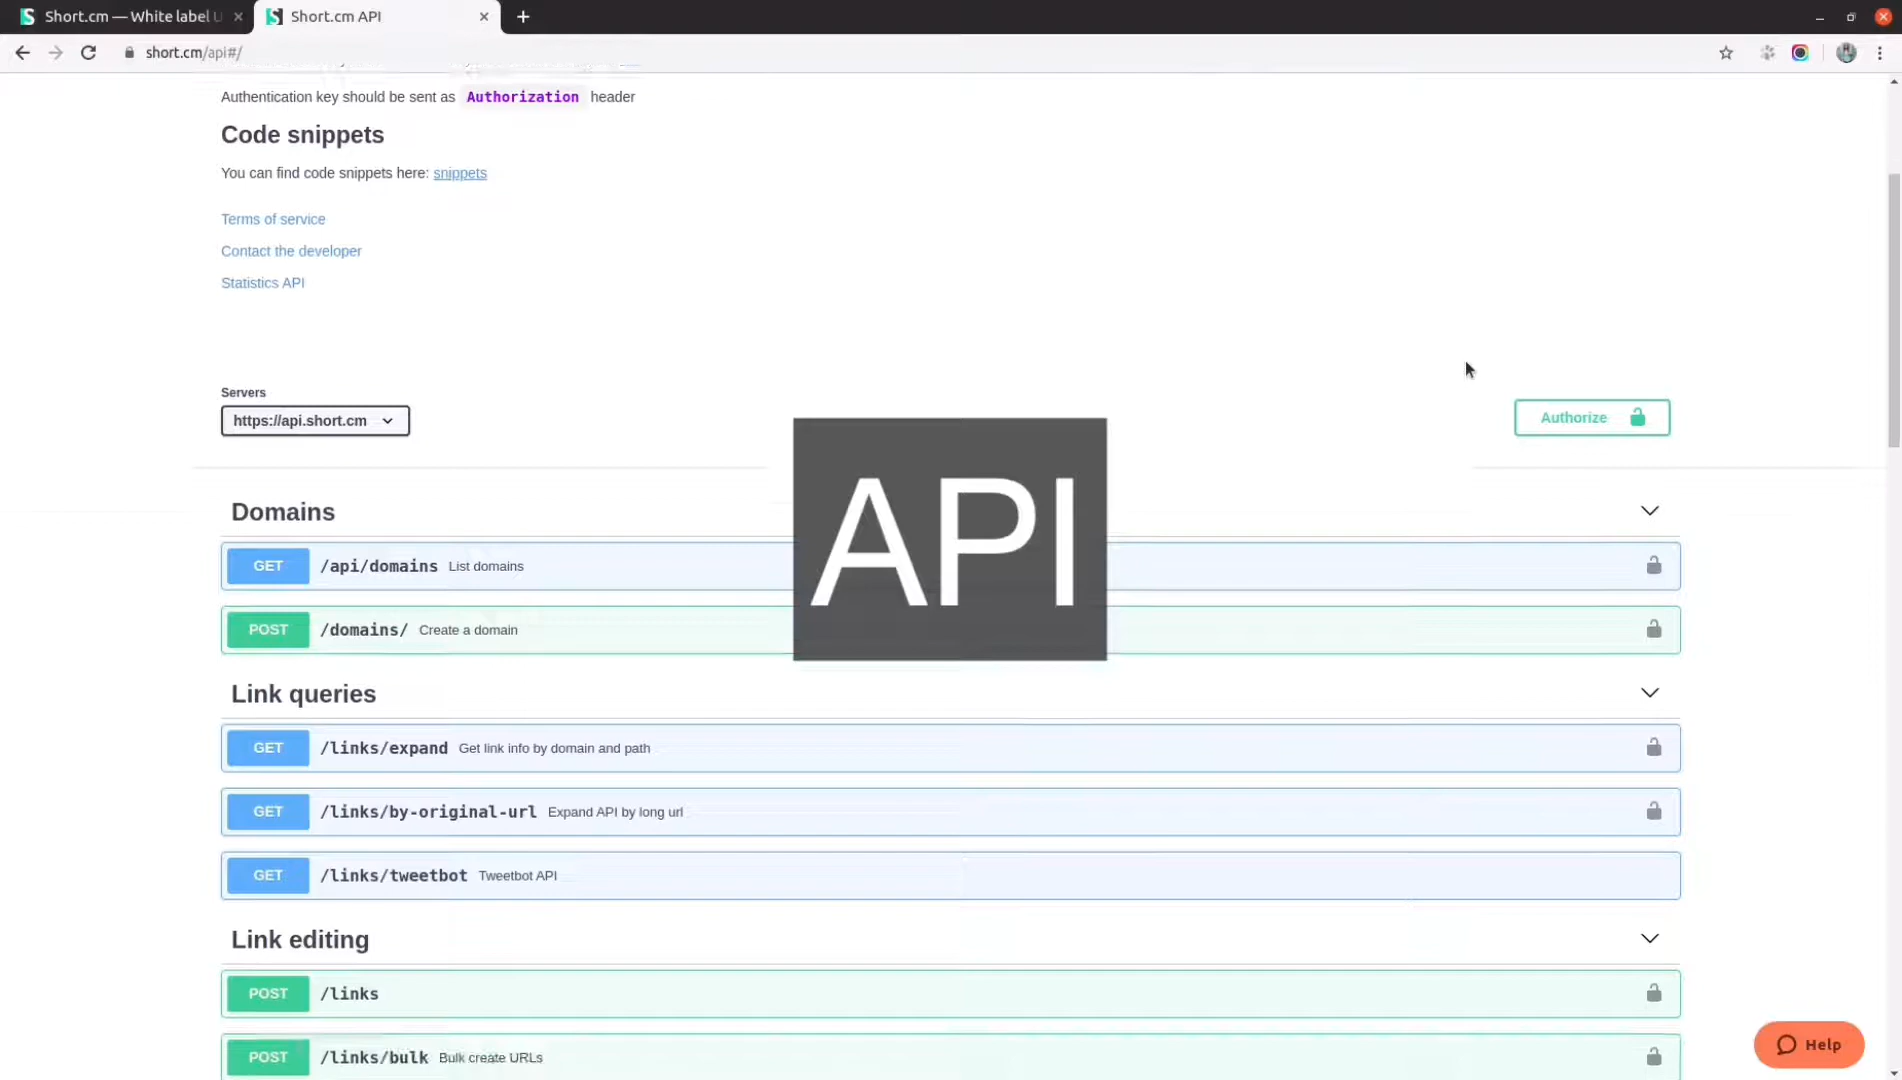 Short.cm — White label U
Short.cm API
short.cm/api#/
Authentication key should be sent as Authorization header
Code snippets
You can find code snippets here: snippets
Terms of service
Contact the developer
Statistics API
Servers
https://api.short.cm
Authorize
API
Domains
GET /api/domains List domains
POST /domains/ Create a domain
Link queries
GET /links/expand Get link info by domain and path
GET /links/by-original-url Expand API by long url
GET /links/tweetbot Tweetbot API
Link editing
POST /links
POST /links/bulk Bulk create URLs
Help